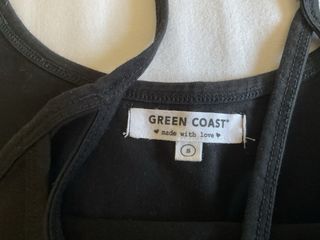 GREEN COAST®
♥ made with love ♥
S